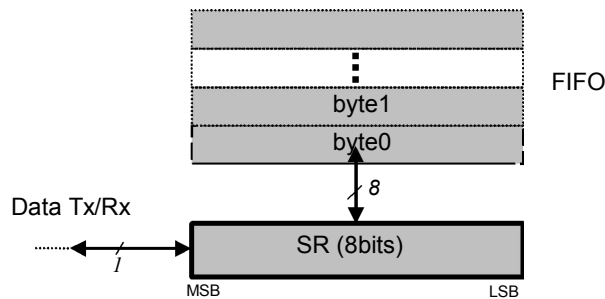 FIFO
byte1
byte0
8
Data Tx/Rx
1
SR (8bits)
MSB
LSB